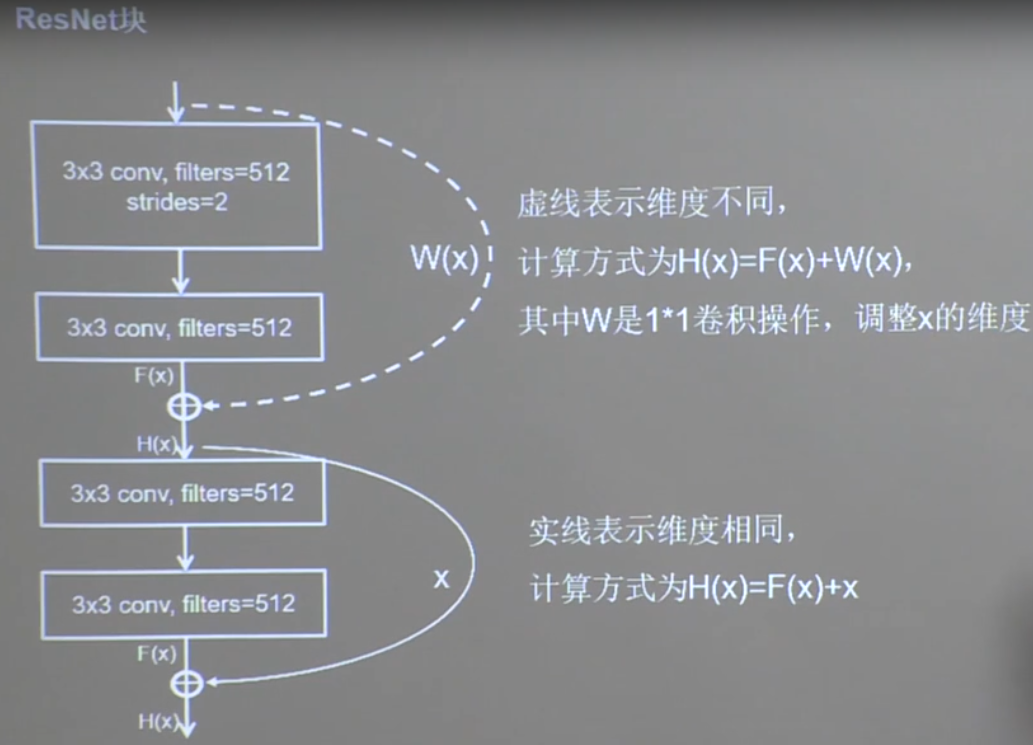 ResNet块
3x3 conv, filters=512
strides=2
W(x)
虚线表示维度不同，
计算方式为H(x)=F(x)+W(x)，
其中W是1*1卷积操作，调整x的维度
3x3 conv, filters=512
F(x)
H(x)
3x3 conv, filters=512
x
实线表示维度相同，
计算方式为H(x)=F(x)+x
3x3 conv, filters=512
F(x)
H(x)